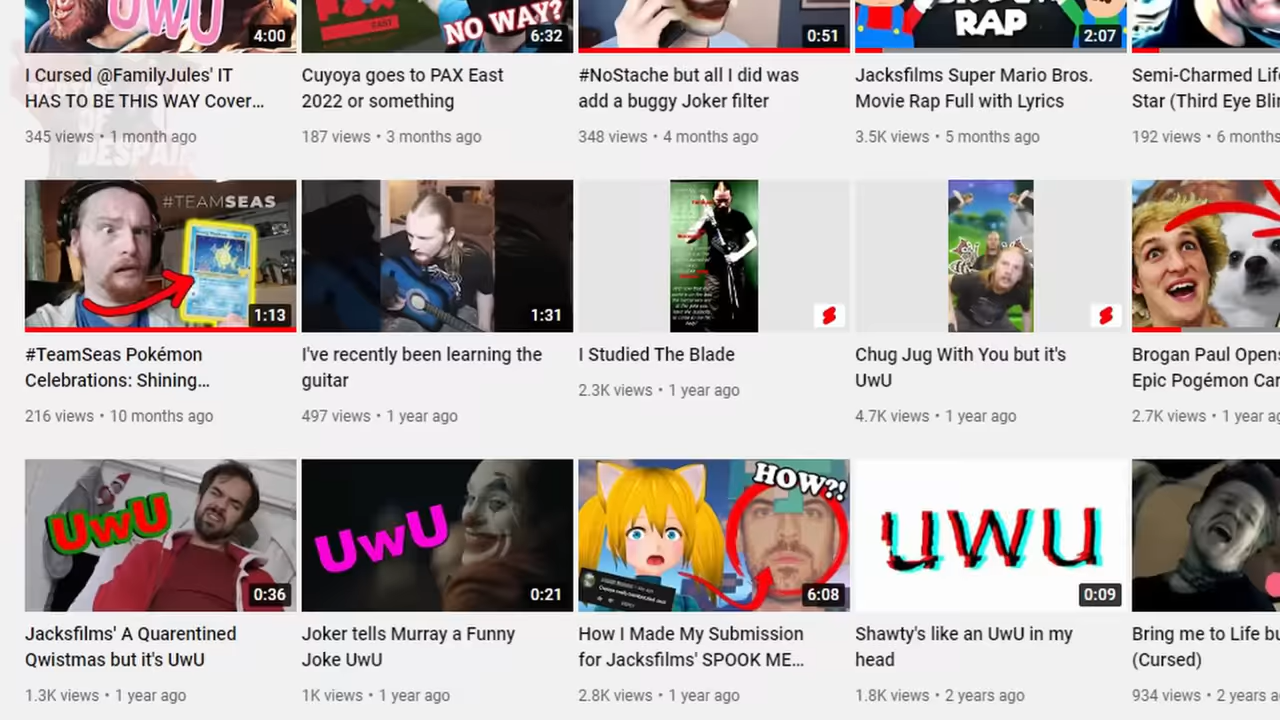 UWU
4:00
EAST
NO WAY?
6:32
0:51
RAP
2:07
I Cursed @FamilyJules' IT
HAS TO BE THIS WAY Cover…
345 views • 1 month ago
Cuyoya goes to PAX East
2022 or something
187 views • 3 months ago
#NoStache but all I did was
add a buggy Joker filter
348 views • 4 months ago
Jacksfilms Super Mario Bros.
Movie Rap Full with Lyrics
3.5K views • 5 months ago
Semi-Charmed Life
Star (Third Eye Blin
192 views • 6 months
DESPAIR
#TEAMSEAS
1:13
1:31
#TeamSeas Pokémon
Celebrations: Shining…
216 views • 10 months ago
I've recently been learning the
guitar
497 views • 1 year ago
I Studied The Blade
2.3K views • 1 year ago
Chug Jug With You but it's
UwU
4.7K views • 1 year ago
Brogan Paul Opens
Epic Pogémon Car
2.7K views • 1 year ag
UwU
0:36
UwU
0:21
HOW?!
6:08
UWU
0:09
Jacksfilms' A Quarentined
Qwistmas but it's UwU
1.3K views • 1 year ago
Joker tells Murray a Funny
Joke UwU
1K views • 1 year ago
How I Made My Submission
for Jacksfilms' SPOOK ME…
2.8K views • 1 year ago
Shawty's like an UwU in my
head
1.8K views • 2 years ago
Bring me to Life bu
(Cursed)
934 views • 2 years a